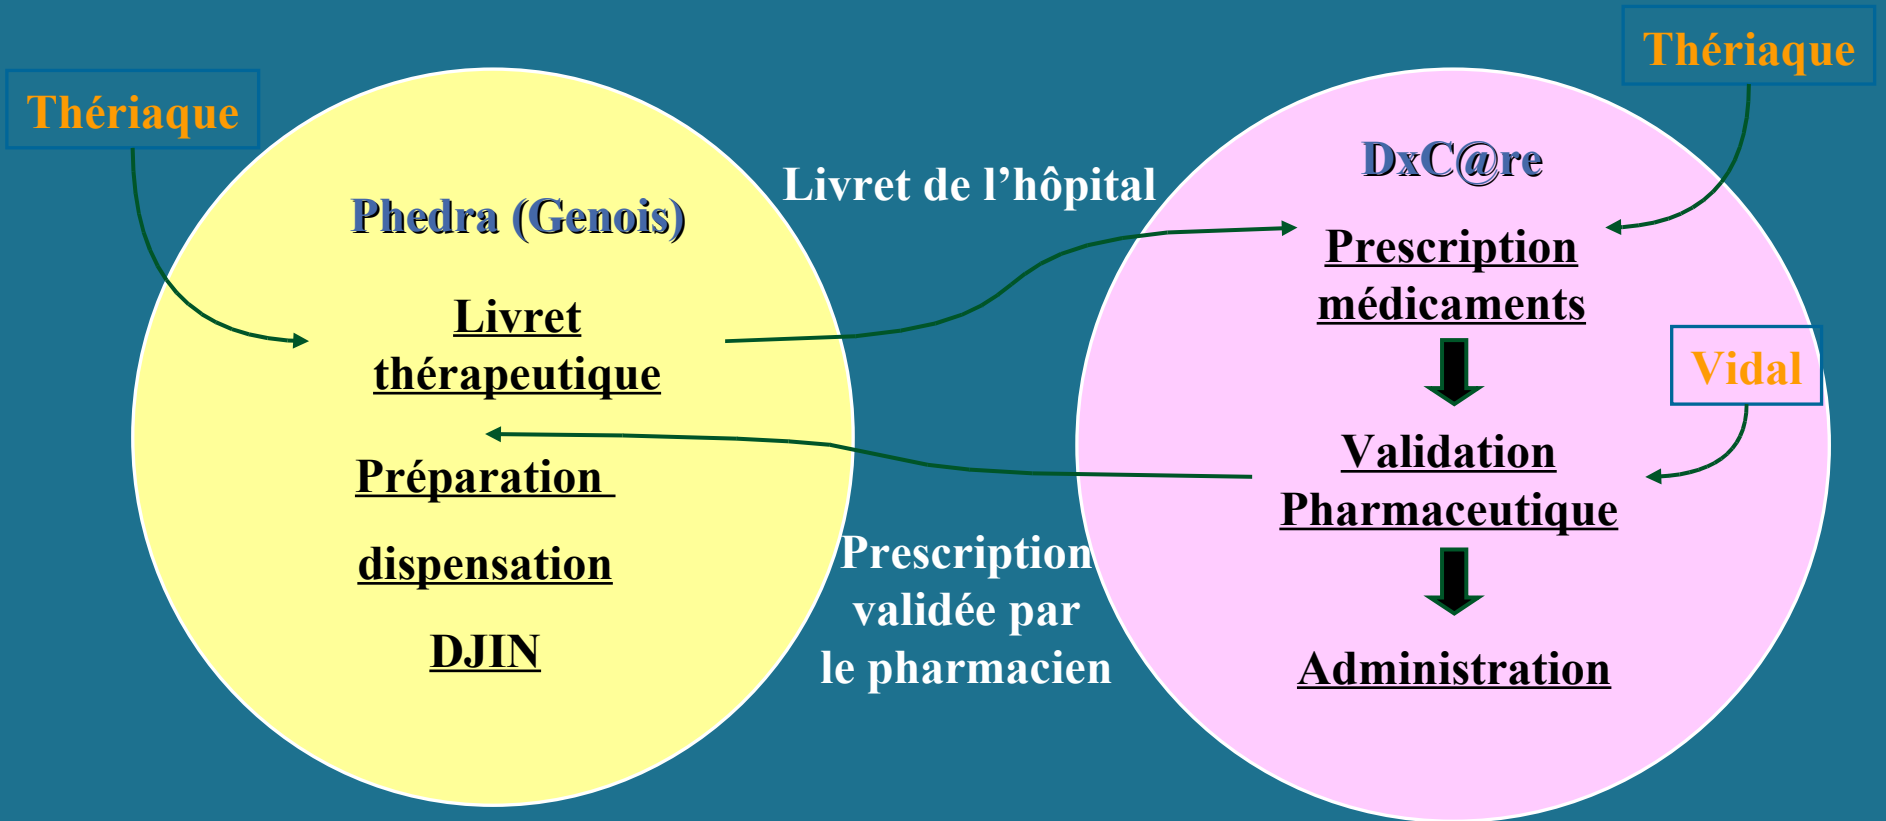 Thériaque
Thériaque
Phedra (Genois)
Livret
thérapeutique
Préparation
dispensation
DJIN
Livret de l’hôpital
Prescription
validée par
le pharmacien
DxC@re
Prescription
médicaments
Vidal
Validation
Pharmaceutique
Administration